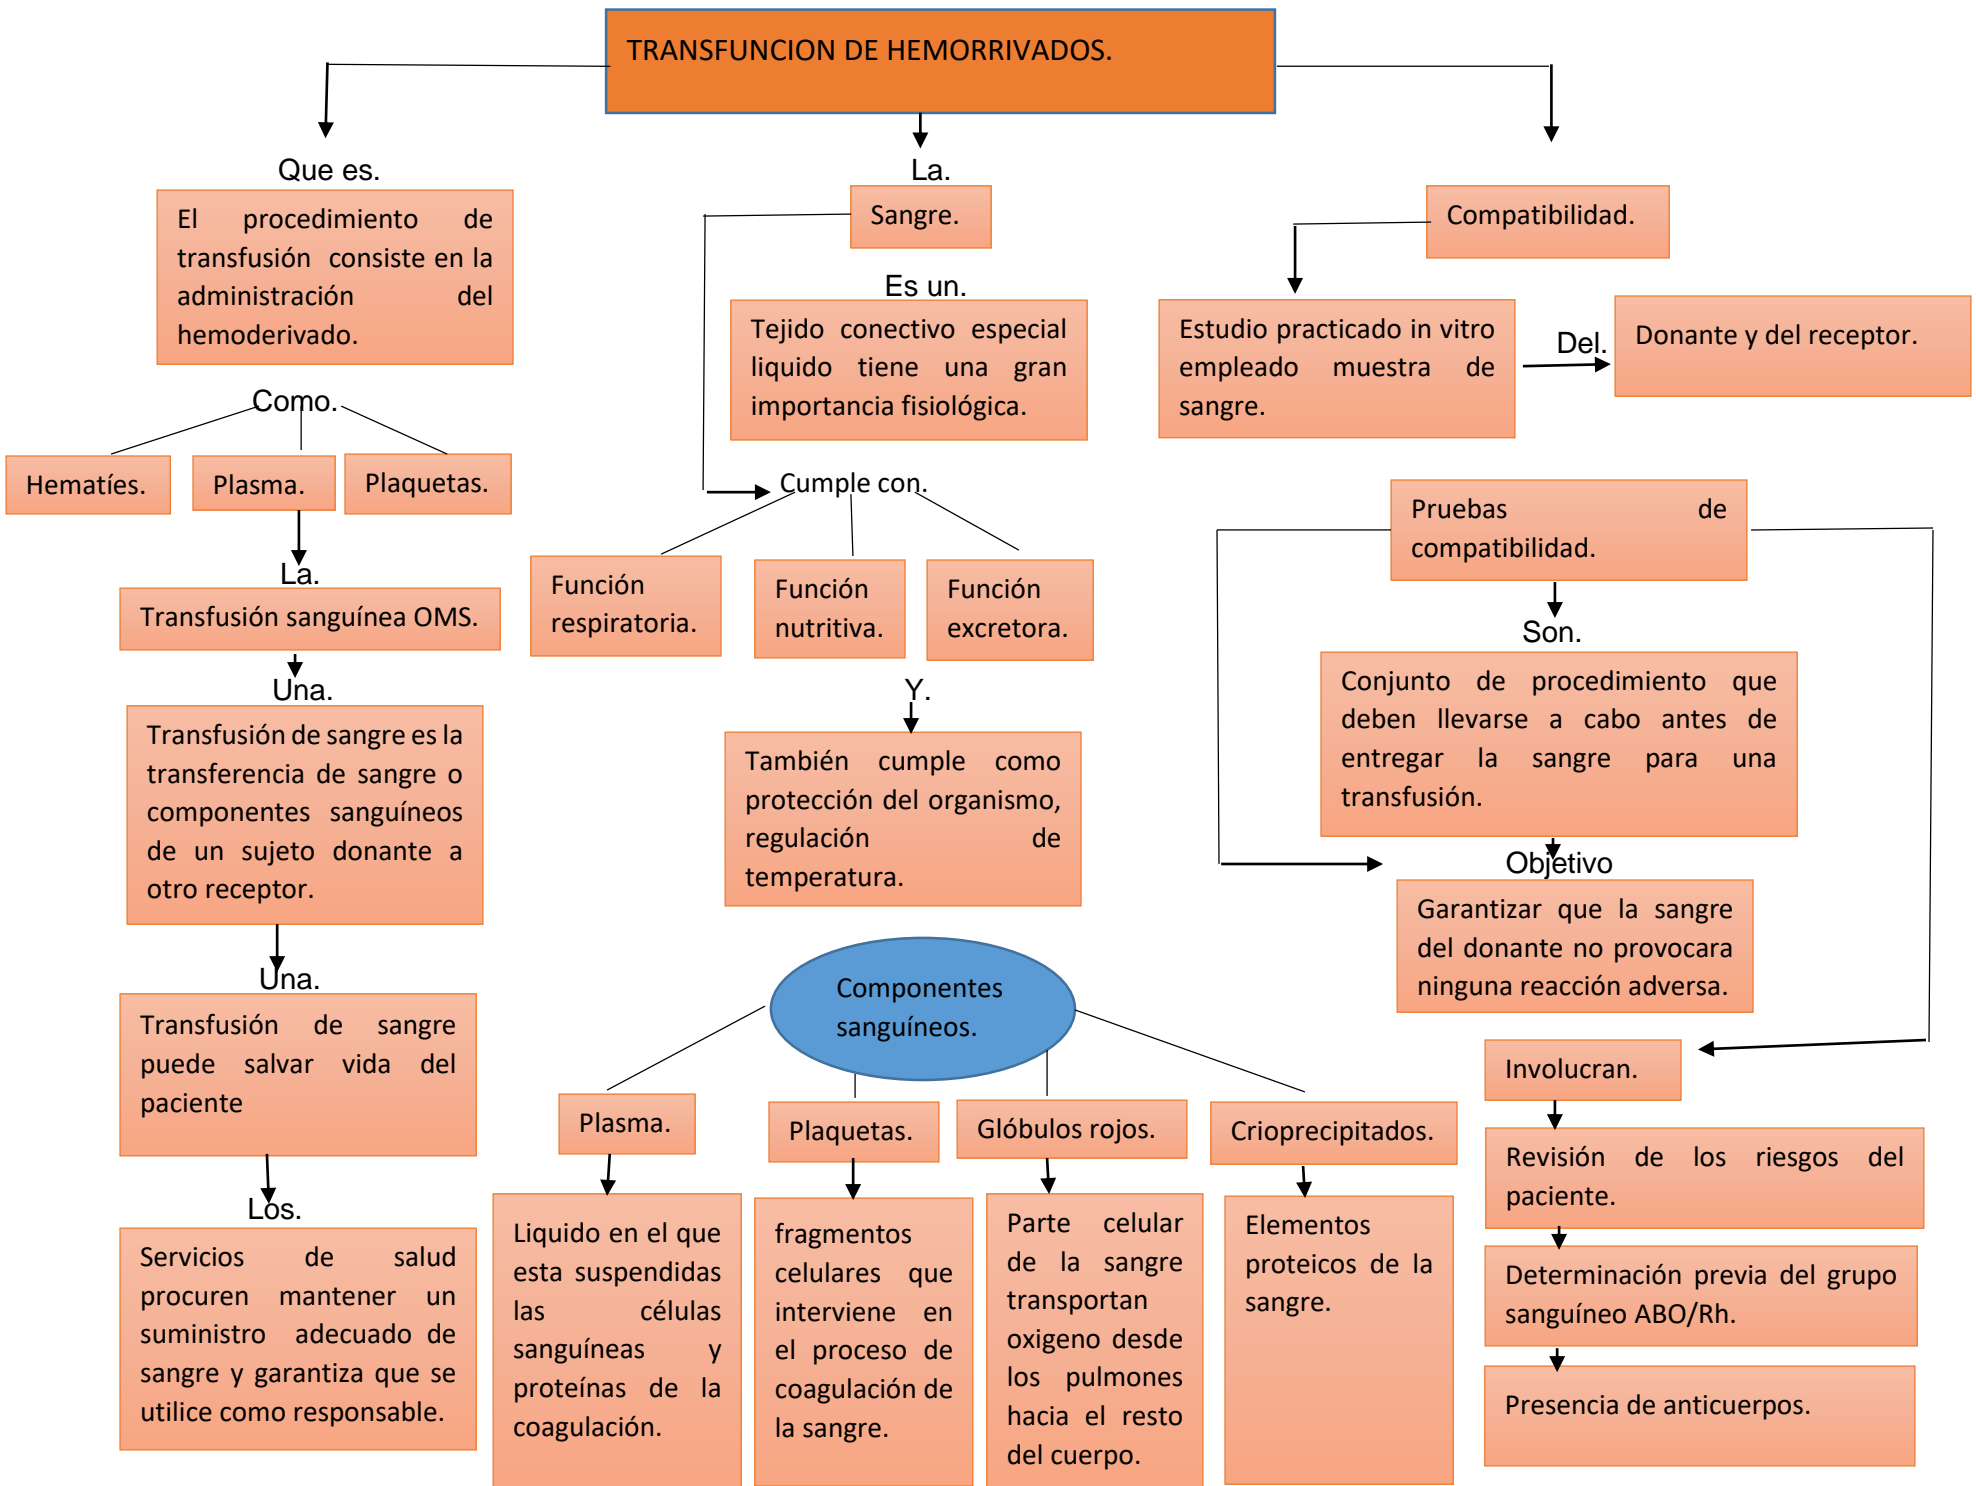 TRANSFUNCION DE HEMORRIVADOS.
Que es.
El procedimiento de
transfusión consiste en la
administración del
hemoderivado.
Como.
Hematíes.
Plasma.
Plaquetas.
La.
Transfusión sanguínea OMS.
Una.
Transfusión de sangre es la
transferencia de sangre o
componentes sanguíneos
de un sujeto donante a
otro receptor.
Una.
Transfusión de sangre
puede salvar vida del
paciente
Los.
Servicios de salud
procuren mantener un
suministro adecuado de
sangre y garantiza que se
utilice como responsable.
La.
Sangre.
Es un.
Tejido conectivo especial
liquido tiene una gran
importancia fisiológica.
Cumple con.
Función
respiratoria.
Función
nutritiva.
Función
excretora.
Y.
También cumple como
protección del organismo,
regulación de
temperatura.
Componentes
sanguíneos.
Plasma.
Liquido en el que
esta suspendidas
las células
sanguíneas y
proteínas de la
coagulación.
Plaquetas.
fragmentos
celulares que
interviene en
el proceso de
coagulación de
la sangre.
Glóbulos rojos.
Parte celular
de la sangre
transportan
oxigeno desde
los pulmones
hacia el resto
del cuerpo.
Crioprecipitados.
Elementos
proteicos de la
sangre.
Compatibilidad.
Estudio practicado in vitro
empleado muestra de
sangre.
Del.
Donante y del receptor.
Pruebas de
compatibilidad.
Son.
Conjunto de procedimiento que
deben llevarse a cabo antes de
entregar la sangre para una
transfusión.
Objetivo
Garantizar que la sangre
del donante no provocara
ninguna reacción adversa.
Involucran.
Revisión de los riesgos del
paciente.
Determinación previa del grupo
sanguíneo ABO/Rh.
Presencia de anticuerpos.